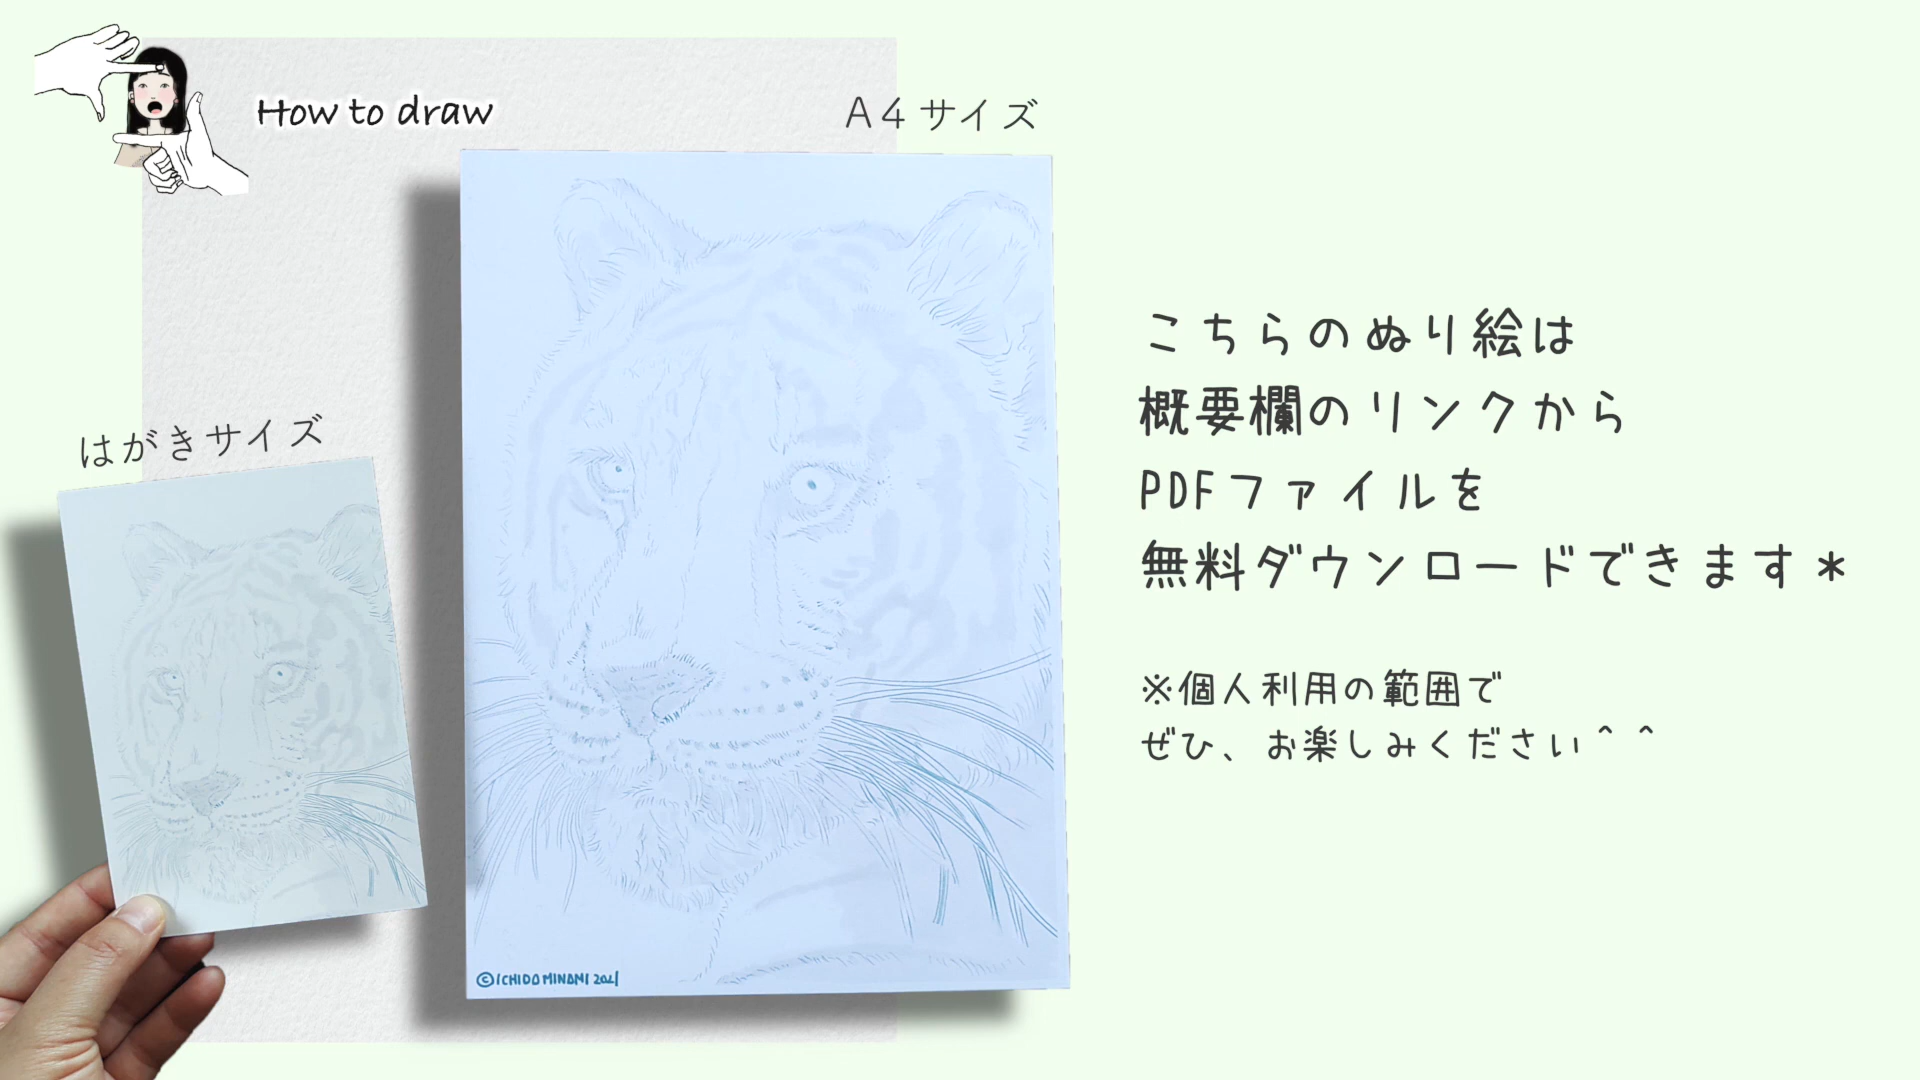 How to draw
A4サイズ
はがきサイズ
こちらのぬり絵は
概要欄のリンクから
PDFファイルを
無料ダウンロードできます*
※個人利用の範囲で
ぜひ、お楽しみください^ ^
©ICHIDO MINAMI 2021